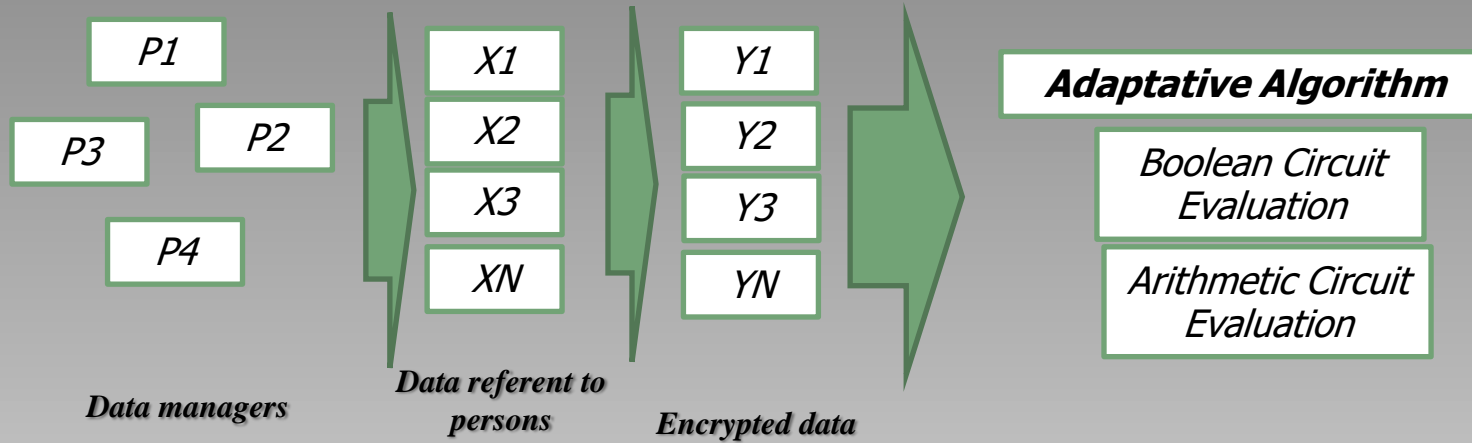 P1
P3
P2
P4
Data managers
X1
X2
X3
XN
Data referent to
persons
Y1
Y2
Y3
YN
Encrypted data
Adaptative Algorithm
Boolean Circuit
Evaluation
Arithmetic Circuit
Evaluation